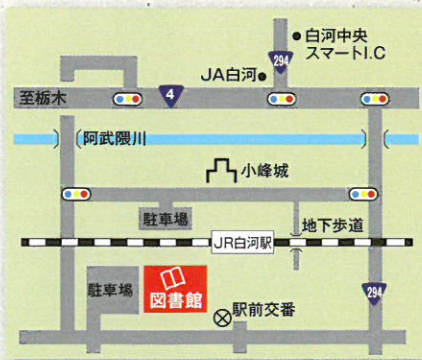 白河中央
スマートI.C
294
JA白河
至栃木
4
阿武隈川
小峰城
駐車場
地下歩道
JR白河駅
駐車場
図書館
294
駅前交番